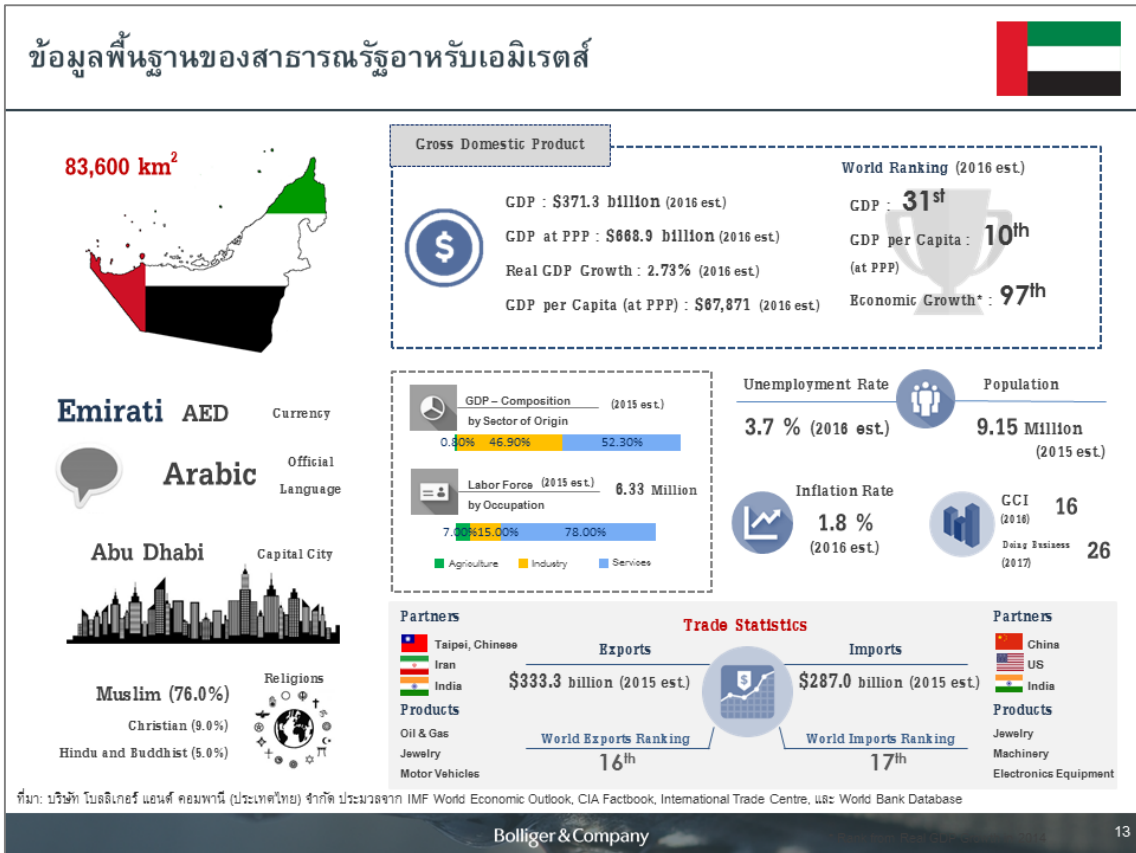 ข้อมูลพื้นฐานของสาธารณรัฐอาหรับเอมิเรตส์
83,600 km²
Emirati AED Currency
Arabic Official Language
Abu Dhabi Capital City
Religions
Muslim (76.0%)
Christian (9.0%)
Hindu and Buddhist (5.0%)
Gross Domestic Product
GDP : $371.3 billion (2016 est.)
GDP at PPP : $668.9 billion (2016 est.)
Real GDP Growth : 2.73% (2016 est.)
GDP per Capita (at PPP) : $67,871 (2016 est.)
World Ranking (2016 est.)
GDP : 31st
GDP per Capita : 10th
(at PPP)
Economic Growth* : 97th
GDP – Composition (2015 est.)
by Sector of Origin
0.80% 46.90% 52.30%
Labor Force (2015 est.) 6.33 Million
by Occupation
7.00% 15.00% 78.00%
Agriculture Industry Services
Unemployment Rate
3.7 % (2016 est.)
Population
9.15 Million
(2015 est.)
Inflation Rate
1.8 %
(2016 est.)
GCI 16
(2016)
Doing Business 26
(2017)
Trade Statistics
Partners
Taipei, Chinese
Iran
India
Products
Oil & Gas
Jewelry
Motor Vehicles
Exports
$333.3 billion (2015 est.)
World Exports Ranking
16th
Imports
$287.0 billion (2015 est.)
World Imports Ranking
17th
Partners
China
US
India
Products
Jewelry
Machinery
Electronics Equipment
ที่มา: บริษัท โบลลิเกอร์ แอนด์ คอมพานี (ประเทศไทย) จำกัด ประมวลจาก IMF World Economic Outlook, CIA Factbook, International Trade Centre, และ World Bank Database
Bolliger & Company
13